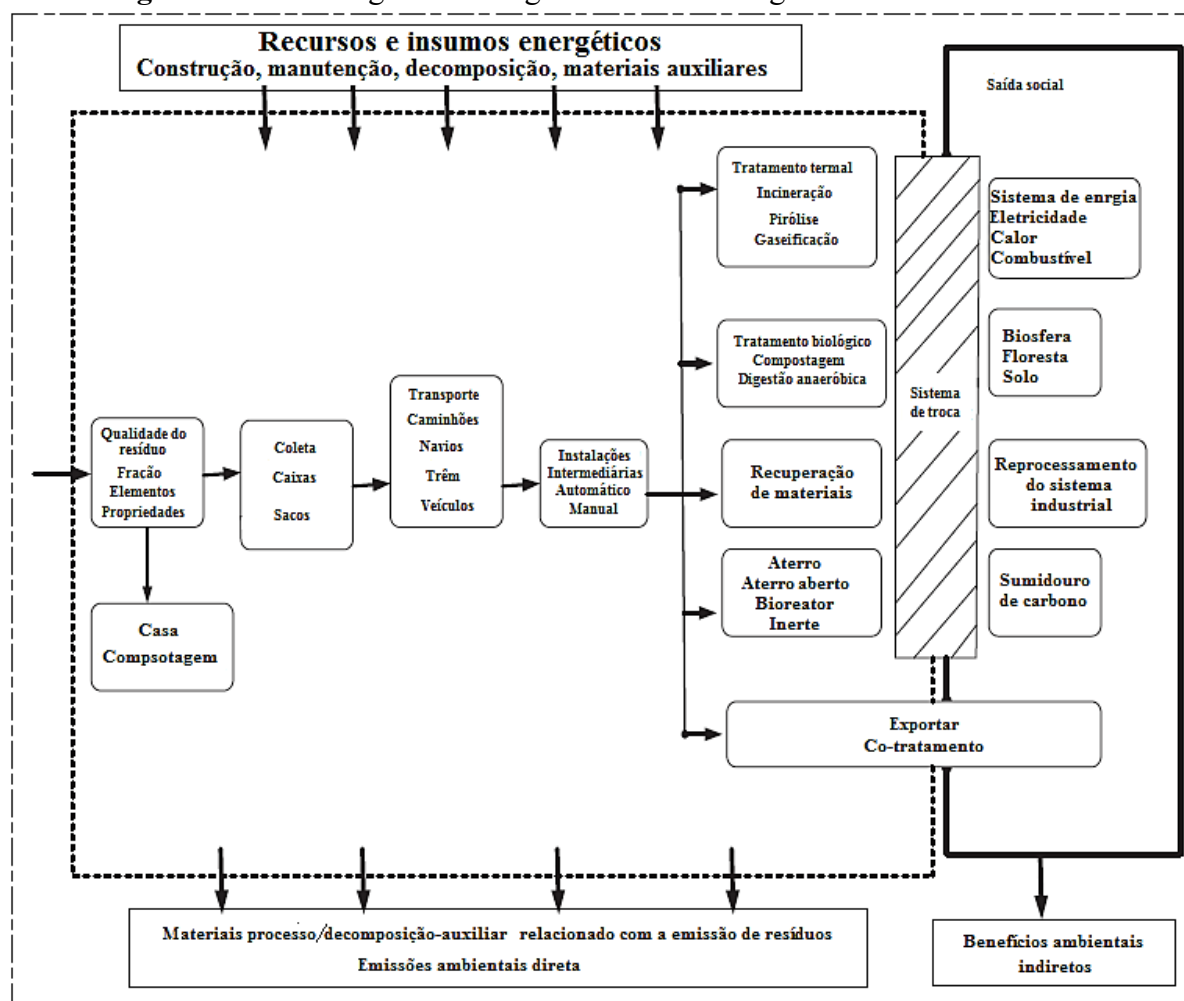 Recursos e insumos energéticos
Construção, manutenção, decomposição, materiais auxiliares
Saída social
Tratamento termal
Incineração
Pirólise
Gaseificação
Sistema de enrgia
Eletricidade
Calor
Combustível
Tratamento biológico
Compostagem
Digestão anaeróbica
Biosfera
Floresta
Solo
Sistema
de troca
Qualidade do
resíduo
Fração
Elementos
Propriedades
Coleta
Caixas
Sacos
Transporte
Caminhões
Navios
Trêm
Veículos
Instalações
Intermediárias
Automático
Manual
Recuperação
de materiais
Reprocessamento
do sistema
industrial
Aterro
Aterro aberto
Bioreator
Inerte
Sumidouro
de carbono
Casa
Compsotagem
Exportar
Co-tratamento
Materiais processo/decomposição-auxiliar relacionado com a emissão de resíduos
Emissões ambientais direta
Benefícios ambientais
indiretos